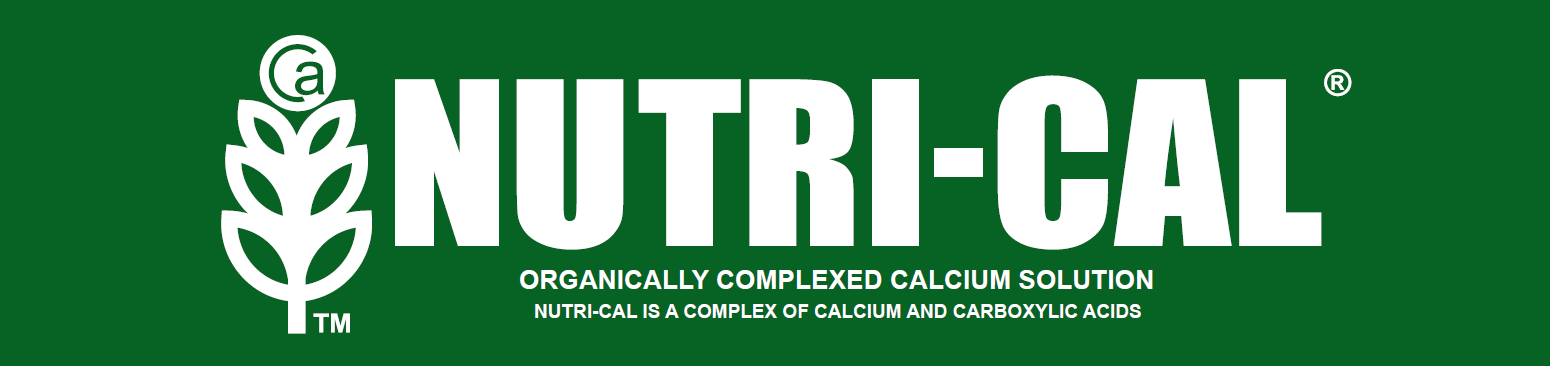 Ca
NUTRI-CAL®
ORGANICALLY COMPLEXED CALCIUM SOLUTION
NUTRI-CAL IS A COMPLEX OF CALCIUM AND CARBOXYLIC ACIDS
TM